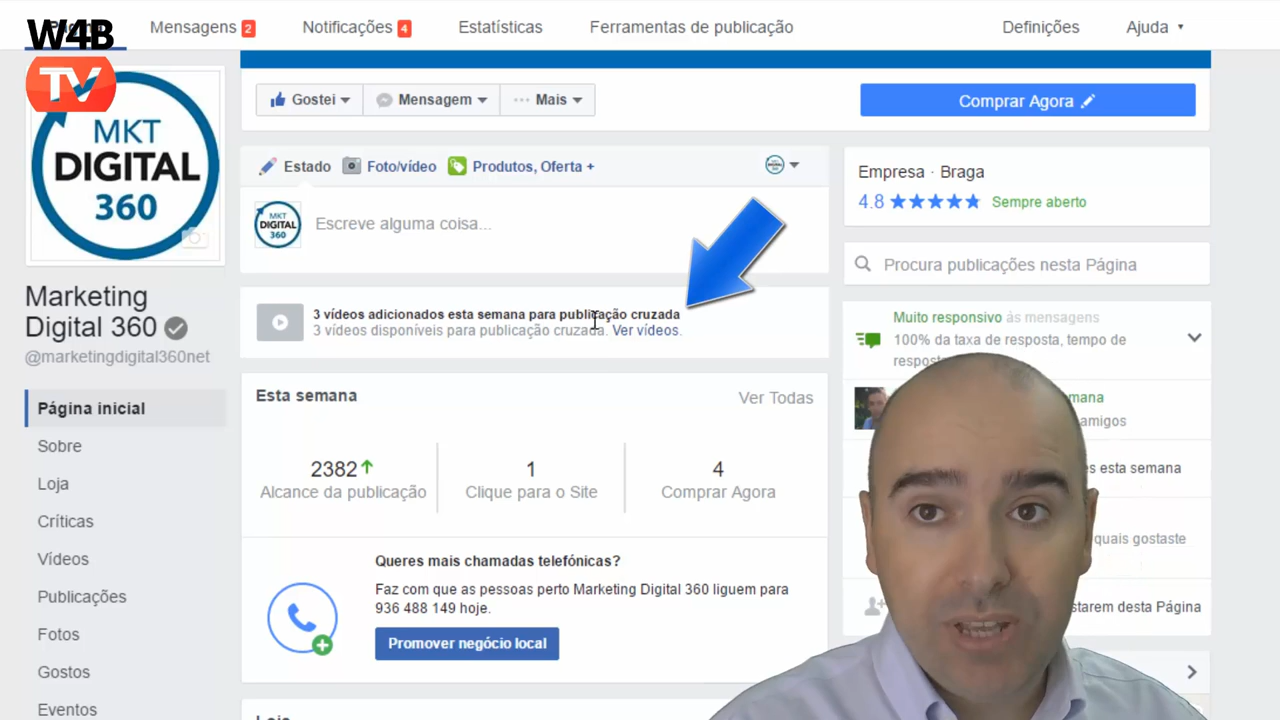 W4B
TV
Mensagens 2
Notificações 4
Estatísticas
Ferramentas de publicação
Definições
Ajuda
MKT
DIGITAL
360
Gostei
Mensagem
Mais
Comprar Agora
Estado
Foto/vídeo
Produtos, Oferta +
MKT
DIGITAL
360
Escreve alguma coisa...
Empresa · Braga
4.8
Sempre aberto
Procura publicações nesta Página
Marketing
Digital 360
@marketingdigital360net
3 vídeos adicionados esta semana para publicação cruzada
3 vídeos disponíveis para publicação cruzada. Ver vídeos.
Muito responsivo às mensagens
100% da taxa de resposta, tempo de
Página inicial
Sobre
Loja
Críticas
Vídeos
Publicações
Fotos
Gostos
Eventos
Esta semana
Ver Todas
2382
Alcance da publicação
1
Clique para o Site
4
Comprar Agora
Queres mais chamadas telefónicas?
Faz com que as pessoas perto Marketing Digital 360 liguem para
936 488 149 hoje.
Promover negócio local
amigos
esta semana
quais gostaste
desta Página